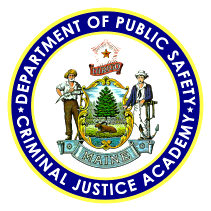 DEPARTMENT OF PUBLIC SAFETY
CRIMINAL JUSTICE ACADEMY
MAINE